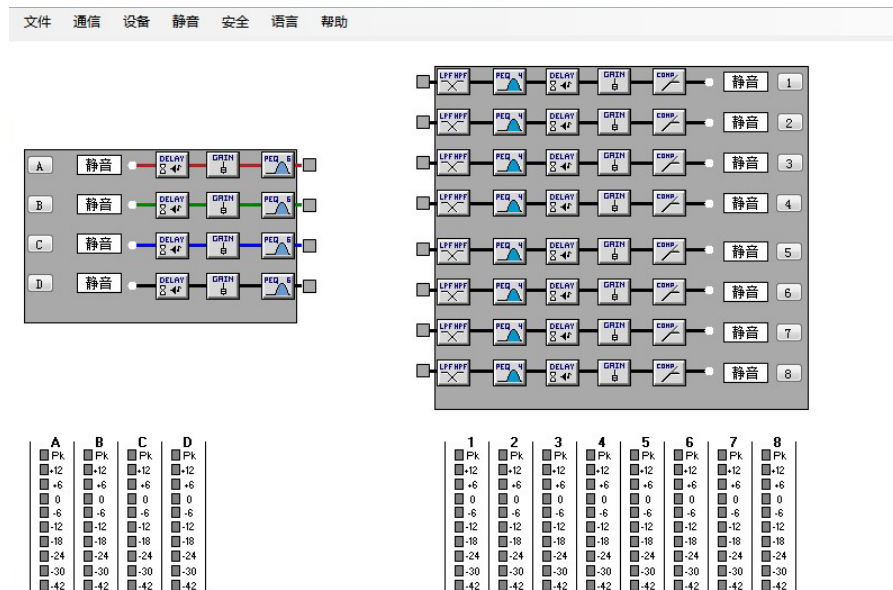 文件 通信 设备 静音 安全 语言 帮助
LPF HPF PEQ 4 DELAY GAIN COMP 静音 1
LPF HPF PEQ 4 DELAY GAIN COMP 静音 2
A 静音 DELAY GAIN PEQ 6 LPF HPF PEQ 4 DELAY GAIN COMP 静音 3
B 静音 DELAY GAIN PEQ 6 LPF HPF PEQ 4 DELAY GAIN COMP 静音 4
C 静音 DELAY GAIN PEQ 6 LPF HPF PEQ 4 DELAY GAIN COMP 静音 5
D 静音 DELAY GAIN PEQ 6 LPF HPF PEQ 4 DELAY GAIN COMP 静音 6
LPF HPF PEQ 4 DELAY GAIN COMP 静音 7
LPF HPF PEQ 4 DELAY GAIN COMP 静音 8
A B C D 1 2 3 4 5 6 7 8
Pk Pk Pk Pk Pk Pk Pk Pk Pk Pk Pk Pk
+12 +12 +12 +12 +12 +12 +12 +12 +12 +12 +12 +12
+6 +6 +6 +6 +6 +6 +6 +6 +6 +6 +6 +6
0 0 0 0 0 0 0 0 0 0 0 0
-6 -6 -6 -6 -6 -6 -6 -6 -6 -6 -6 -6
-12 -12 -12 -12 -12 -12 -12 -12 -12 -12 -12 -12
-18 -18 -18 -18 -18 -18 -18 -18 -18 -18 -18 -18
-24 -24 -24 -24 -24 -24 -24 -24 -24 -24 -24 -24
-30 -30 -30 -30 -30 -30 -30 -30 -30 -30 -30 -30
-42 -42 -42 -42 -42 -42 -42 -42 -42 -42 -42 -42